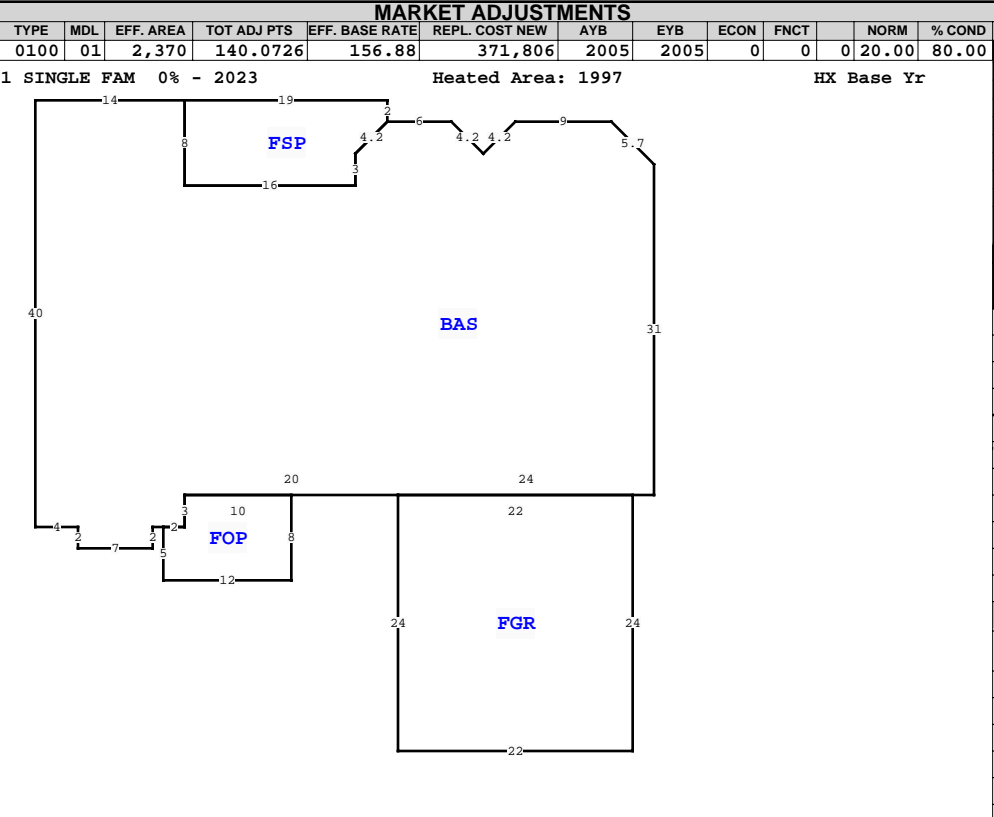 MARKET ADJUSTMENTS
TYPE MDL EFF. AREA TOT ADJ PTS EFF. BASE RATE REPL. COST NEW AYB EYB ECON FNCT NORM % COND
0100 01 2,370 140.0726 156.88 371,806 2005 2005 0 0 0 20.00 80.00
1 SINGLE FAM 0% - 2023 Heated Area: 1997 HX Base Yr
14 19
2
6 9
4.2 4.2 4.2
8 FSP 5.7
3
16
40
BAS
31
20 24
3 10 22
4 2
2 2 FOP 8
7 5
12
24 FGR 24
22